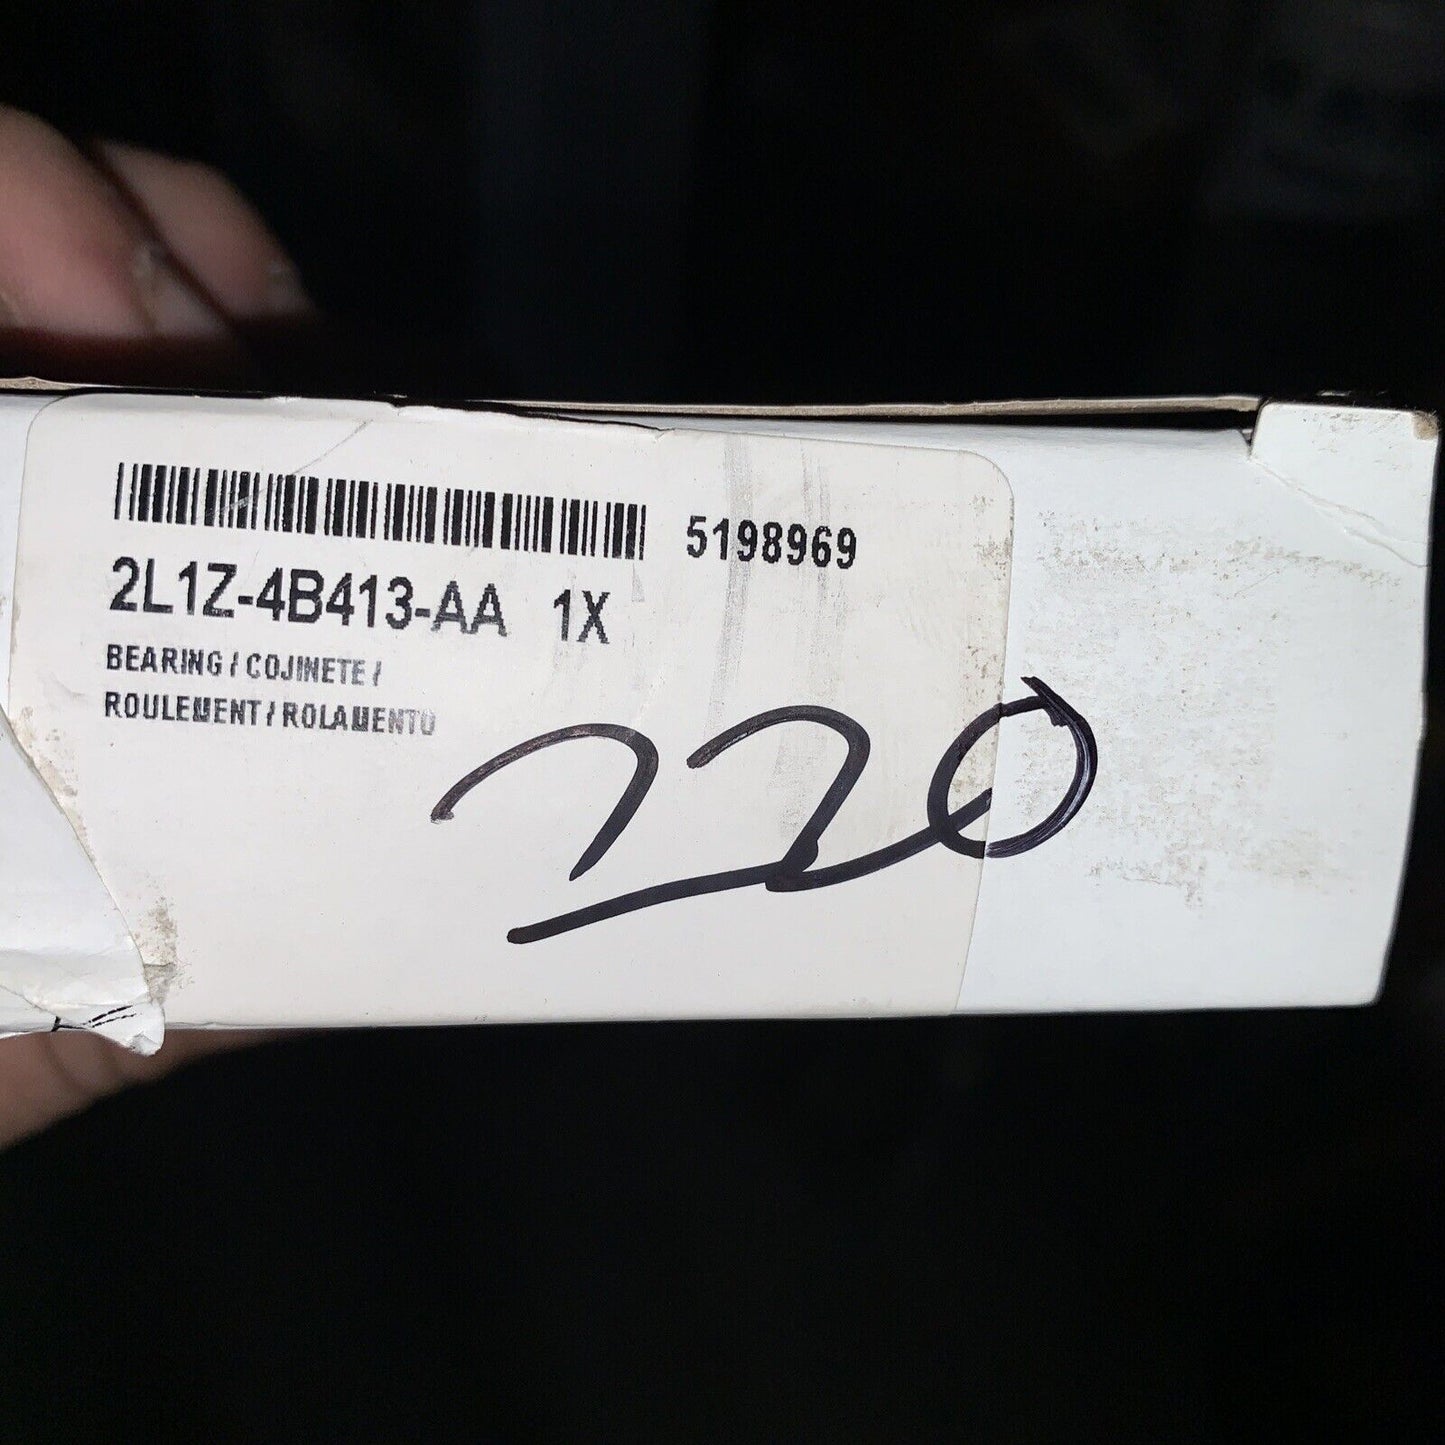 5198969
2L1Z-4B413-AA 1X
BEARING / COJINETE /
ROULEMENT / ROLAMENTO
220